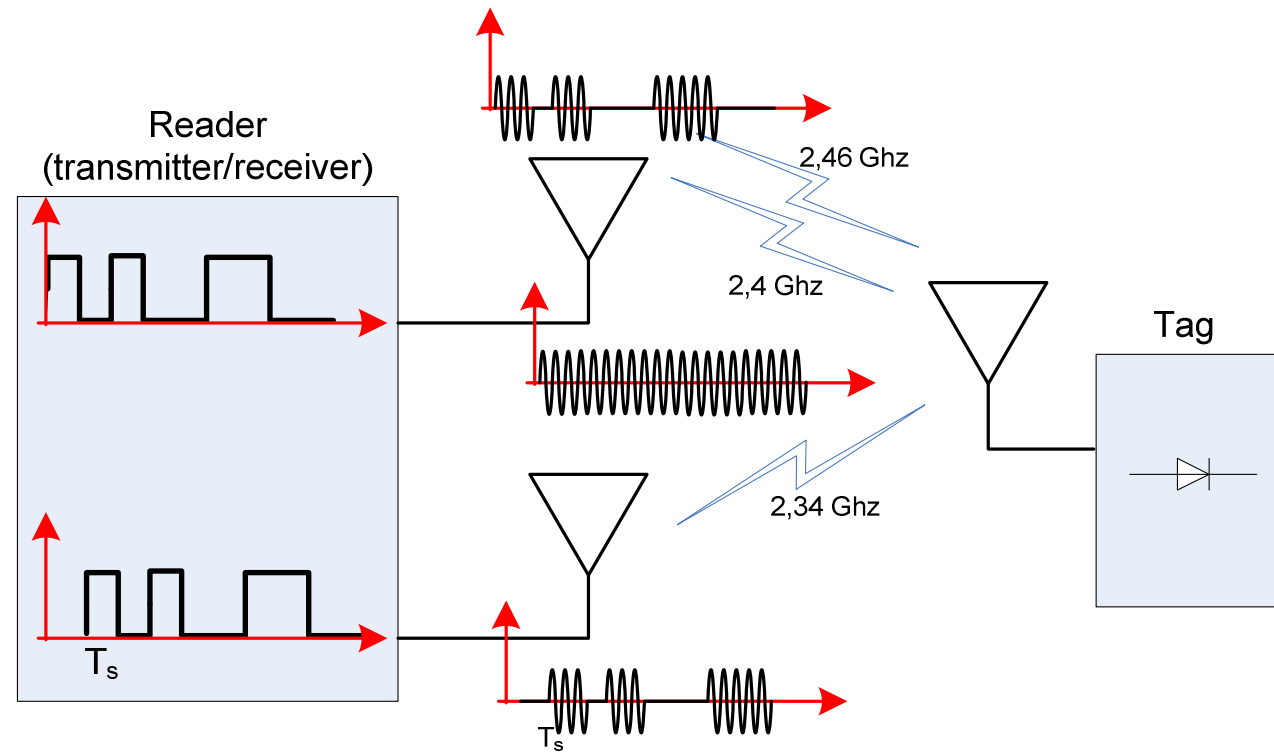 Reader
(transmitter/receiver)
2,46 Ghz
2,4 Ghz
Tag
2,34 Ghz
Ts
Ts